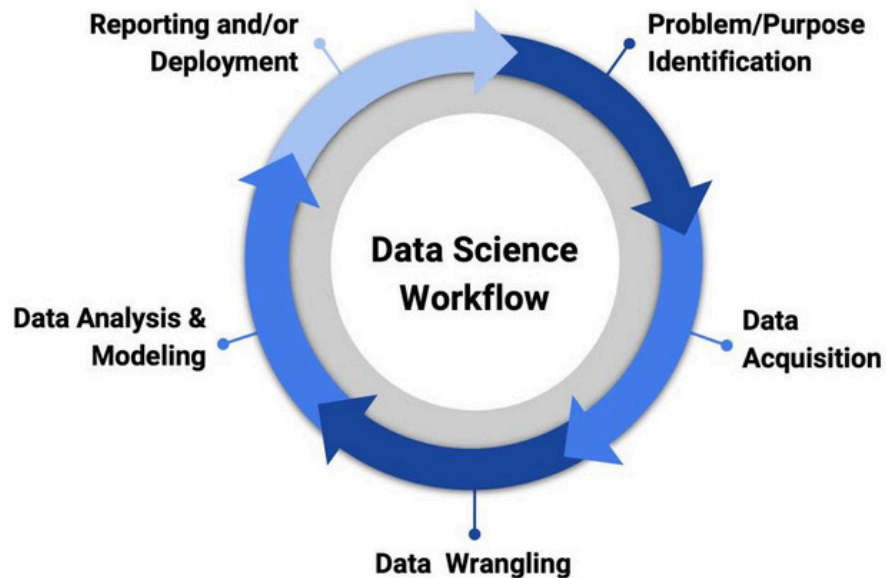 Reporting and/or
Deployment
Problem/Purpose
Identification
Data Science
Workflow
Data Analysis &
Modeling
Data
Acquisition
Data Wrangling